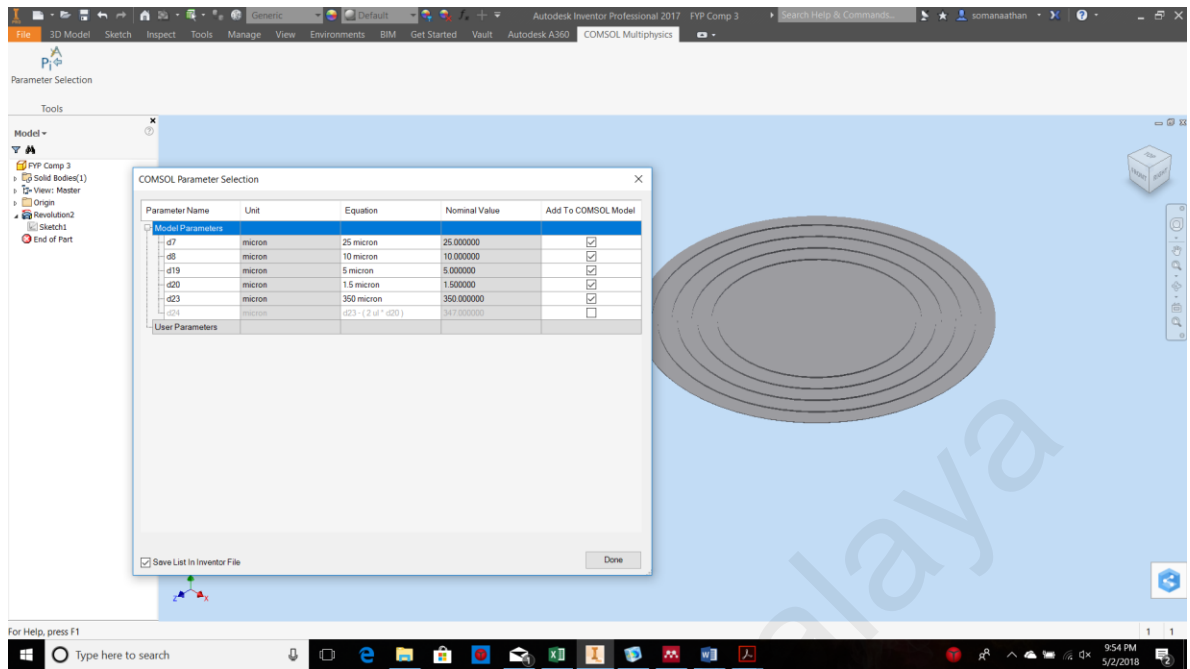 Generic
Default
Autodesk Inventor Professional 2017 FYP Comp 3
Search Help & Commands...
somanaathan
File 3D Model Sketch Inspect Tools Manage View Environments BIM Get Started Vault Autodesk A360 COMSOL Multiphysics
Parameter Selection
Tools
Model
FYP Comp 3
Solid Bodies(1)
View: Master
Origin
Revolution2
Sketch1
End of Part
COMSOL Parameter Selection
Parameter Name Unit Equation Nominal Value Add To COMSOL Model
Model Parameters
d7 micron 25 micron 25.000000
d8 micron 10 micron 10.000000
d19 micron 5 micron 5.000000
d20 micron 1.5 micron 1.500000
d23 micron 350 micron 350.000000
d24 micron d23 - ( 2 ul * d20 ) 347.000000
User Parameters
Save List In Inventor File
Done
TOP
FRONT
RIGHT
z x
alaya
For Help, press F1
1 1
Type here to search
9:54 PM
5/2/2018
2